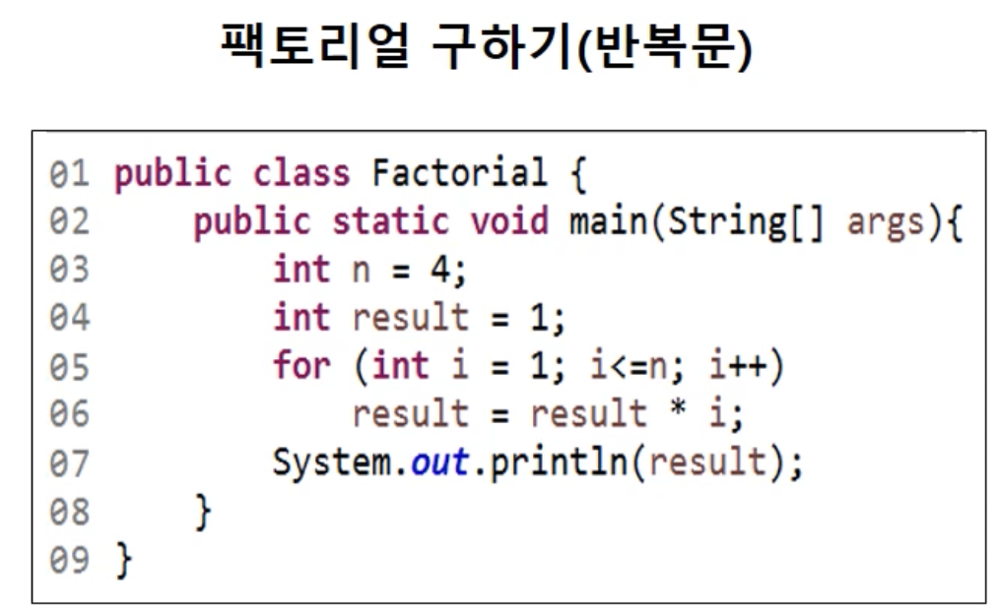 팩토리얼 구하기(반복문)
01 public class Factorial {
02     public static void main(String[] args){
03         int n = 4;
04         int result = 1;
05         for (int i = 1; i<=n; i++)
06             result = result * i;
07         System.out.println(result);
08     }
09 }